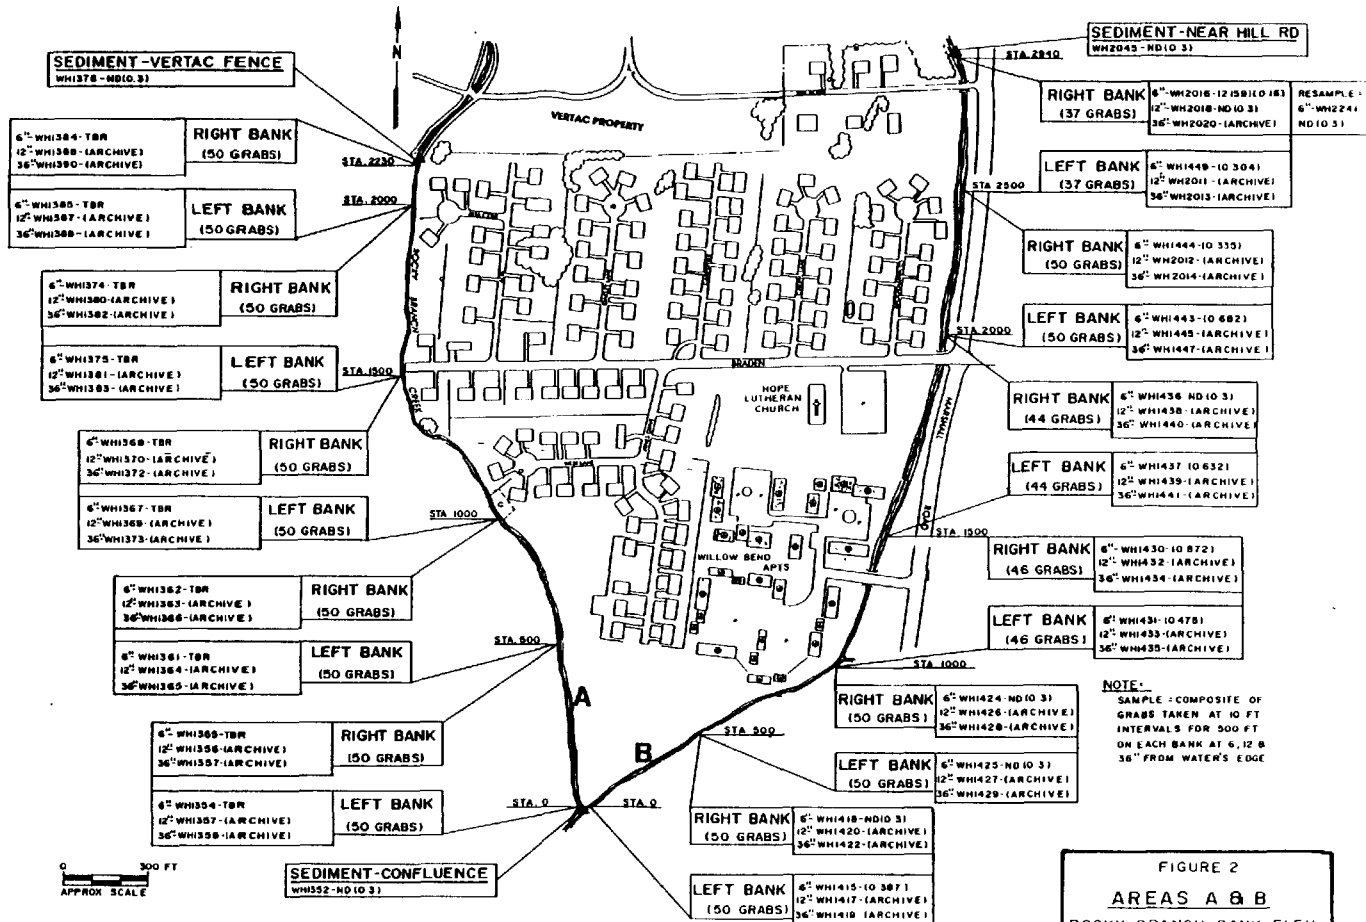 N
SEDIMENT-VERTAC FENCE
WH1376-ND(0.3)
SEDIMENT-NEAR HILL RD
WH2045-ND(0.3)
STA. 2940
VERTAC PROPERTY
RIGHT BANK
(50 GRABS)
6"-WH1384-TBR
12"-WH1388-(ARCHIVE)
36"-WH1390-(ARCHIVE)
STA. 2230
LEFT BANK
(50 GRABS)
6"-WH1385-TBR
12"-WH1387-(ARCHIVE)
36"-WH1389-(ARCHIVE)
STA. 2000
RIGHT BANK
(50 GRABS)
6"-WH1374-TBR
12"-WH1380-(ARCHIVE)
36"-WH1382-(ARCHIVE)
LEFT BANK
(50 GRABS)
6"-WH1375-TBR
12"-WH1381-(ARCHIVE)
36"-WH1383-(ARCHIVE)
STA. 1500
RIGHT BANK
(50 GRABS)
6"-WH1368-TBR
12"-WH1370-(ARCHIVE)
36"-WH1372-(ARCHIVE)
LEFT BANK
(50 GRABS)
6"-WH1367-TBR
12"-WH1369-(ARCHIVE)
36"-WH1373-(ARCHIVE)
STA 1000
RIGHT BANK
(50 GRABS)
6"-WH1362-TBR
12"-WH1363-(ARCHIVE)
36"-WH1366-(ARCHIVE)
STA. 500
LEFT BANK
(50 GRABS)
6"-WH1361-TBR
12"-WH1364-(ARCHIVE)
36"-WH1365-(ARCHIVE)
RIGHT BANK
(50 GRABS)
6"-WH1365-TBR
12"-WH1356-(ARCHIVE)
36"-WH1357-(ARCHIVE)
LEFT BANK
(50 GRABS)
6"-WH1354-TBR
12"-WH1357-(ARCHIVE)
36"-WH1358-(ARCHIVE)
STA. 0
STA. 0
SEDIMENT-CONFLUENCE
WH1352-ND(0.3)
0 300 FT
APPROX SCALE
ROCKY BRANCH CREEK
BRADEN
HOPE
LUTHERAN
CHURCH
WILLOW BEND
APTS
MARSHALL ROAD
A
B
RIGHT BANK
(37 GRABS)
6"-WH2016-12(59)(0.16)
12"-WH2018-ND(0.3)
36"-WH2020-(ARCHIVE)
RESAMPLE=
6"-WH2241
ND(0.3)
LEFT BANK
(37 GRABS)
6"-WH1449-(0.304)
12"-WH2011-(ARCHIVE)
36"-WH2013-(ARCHIVE)
STA 2500
RIGHT BANK
(50 GRABS)
6"-WH1444-(0.335)
12"-WH2012-(ARCHIVE)
36"-WH2014-(ARCHIVE)
LEFT BANK
(50 GRABS)
6"-WH1443-(0.682)
12"-WH1445-(ARCHIVE)
36"-WH1447-(ARCHIVE)
STA 2000
RIGHT BANK
(44 GRABS)
6"-WH1436 ND(0.3)
12"-WH1438-(ARCHIVE)
36"-WH1440-(ARCHIVE)
LEFT BANK
(44 GRABS)
6"-WH1437 (0.632)
12"-WH1439-(ARCHIVE)
36"-WH1441-(ARCHIVE)
STA 1500
RIGHT BANK
(46 GRABS)
6"-WH1430-(0.872)
12"-WH1432-(ARCHIVE)
36"-WH1434-(ARCHIVE)
LEFT BANK
(46 GRABS)
6"-WH1431-(0.475)
12"-WH1433-(ARCHIVE)
36"-WH1435-(ARCHIVE)
STA 1000
RIGHT BANK
(50 GRABS)
6"-WH1424-ND(0.3)
12"-WH1426-(ARCHIVE)
36"-WH1428-(ARCHIVE)
STA 500
LEFT BANK
(50 GRABS)
6"-WH1425-ND(0.3)
12"-WH1427-(ARCHIVE)
36"-WH1429-(ARCHIVE)
RIGHT BANK
(50 GRABS)
6"-WH1418-ND(0.3)
12"-WH1420-(ARCHIVE)
36"-WH1422-(ARCHIVE)
LEFT BANK
(50 GRABS)
6"-WH1415-(0.387)
12"-WH1417-(ARCHIVE)
36"-WH1419 (ARCHIVE)
NOTE:
SAMPLE = COMPOSITE OF
GRABS TAKEN AT 10 FT
INTERVALS FOR 500 FT
ON EACH BANK AT 6, 12 &
36" FROM WATER'S EDGE
FIGURE 2
AREAS A & B